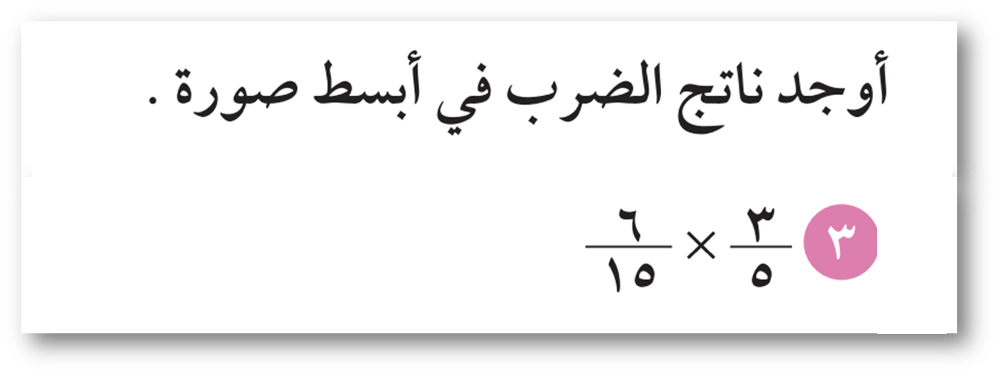 أوجد ناتج الضرب في أبسط صورة .
٣ ٣/٥ × ٦/١٥